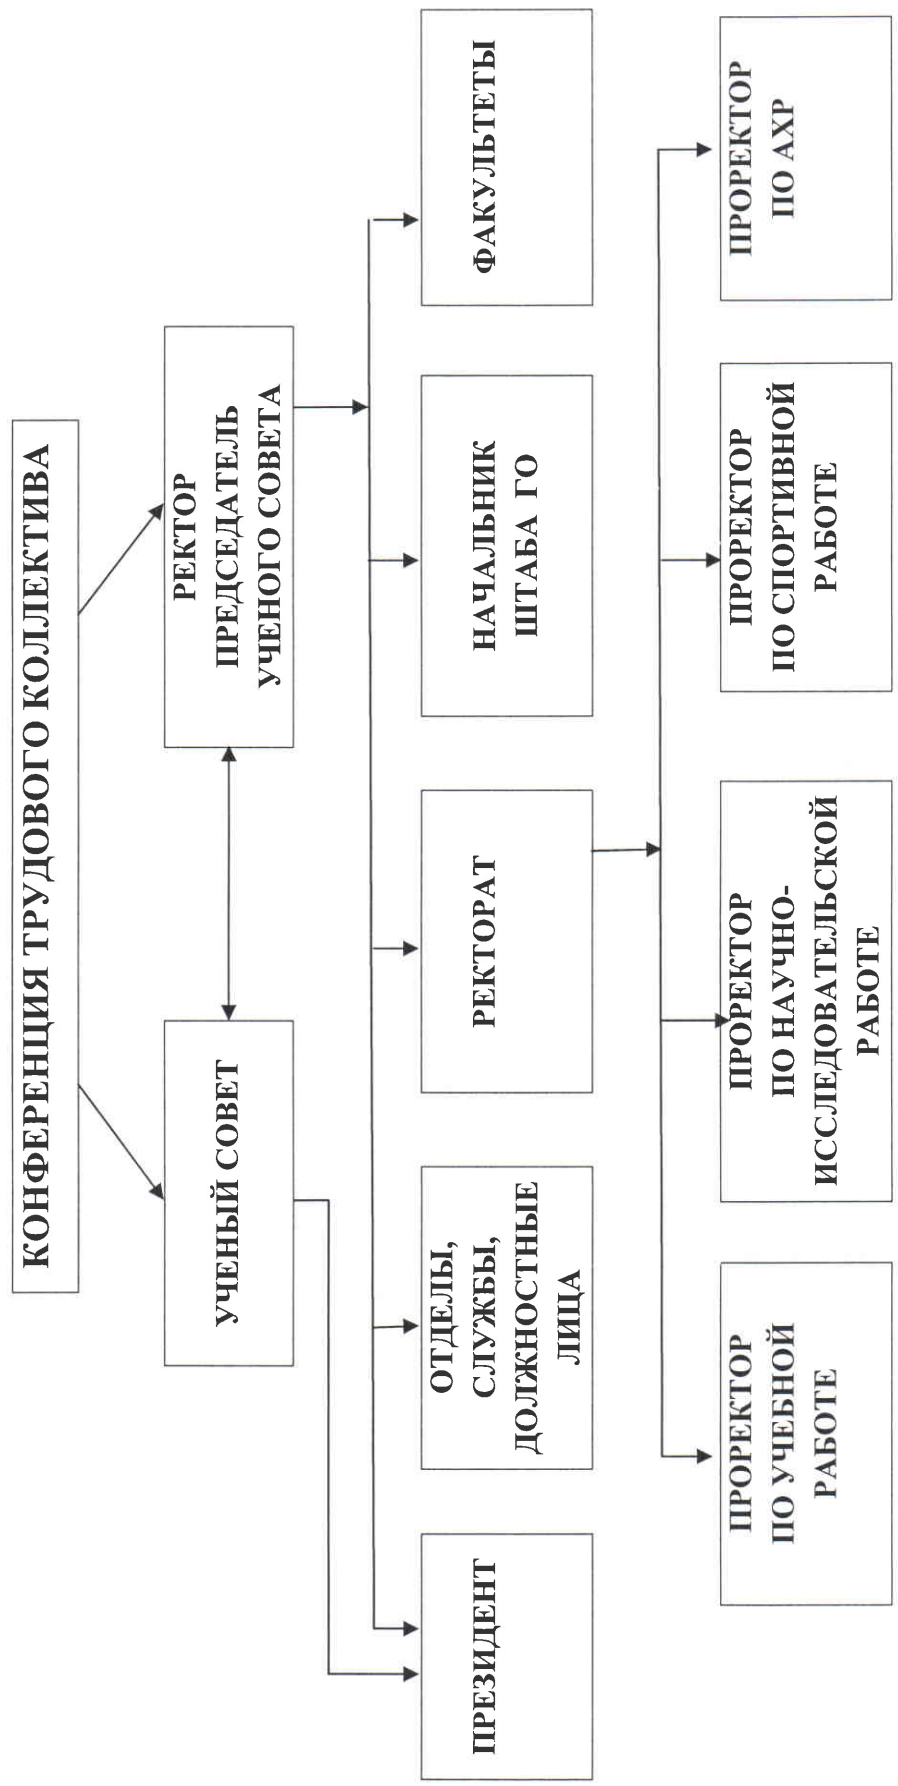 КОНФЕРЕНЦИЯ ТРУДОВОГО КОЛЛЕКТИВА
УЧЕНЫЙ СОВЕТ
РЕКТОР
ПРЕДСЕДАТЕЛЬ
УЧЕНОГО СОВЕТА
ПРЕЗИДЕНТ
ОТДЕЛЫ,
СЛУЖБЫ,
ДОЛЖНОСТНЫЕ
ЛИЦА
РЕКТОРАТ
НАЧАЛЬНИК
ШТАБА ГО
ФАКУЛЬТЕТЫ
ПРОРЕКТОР
ПО УЧЕБНОЙ
РАБОТЕ
ПРОРЕКТОР
ПО НАУЧНО-
ИССЛЕДОВАТЕЛЬСКОЙ
РАБОТЕ
ПРОРЕКТОР
ПО СПОРТИВНОЙ
РАБОТЕ
ПРОРЕКТОР
ПО АХР